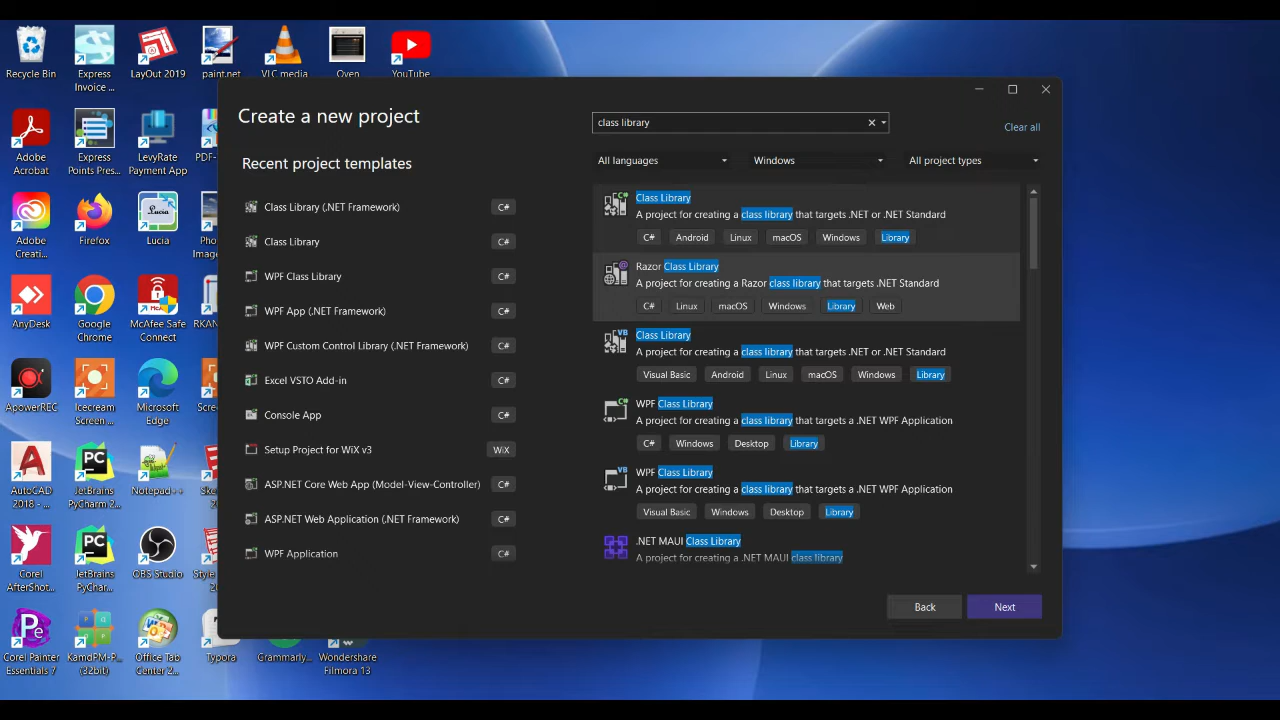 Recycle Bin
Express
Invoice ...
LayOut 2019
paint.net
VLC media
Oven
YouTube
Adobe
Acrobat
Express
Points Pres...
LevyRate
Payment App
PDF-
Adobe
Creati...
Firefox
Lucia
Pho
Image
AnyDesk
Google
Chrome
McAfee Safe
Connect
RKAN
ApowerREC
Icecream
Screen ...
Microsoft
Edge
Scre
AutoCAD
2018 - ...
JetBrains
PyCharm 2...
Notepad++
Ske
Corel
AfterShot...
JetBrains
PyChar...
OBS Studio
Style
Corel Painter
Essentials 7
KamdPM-P...
(32bit)
Office Tab
Center 2...
Typora
Grammarly...
Wondershare
Filmora 13
Create a new project
class library
Clear all
Recent project templates
All languages
Windows
All project types
Class Library (.NET Framework) C#
Class Library C#
WPF Class Library C#
WPF App (.NET Framework) C#
WPF Custom Control Library (.NET Framework) C#
Excel VSTO Add-in C#
Console App C#
Setup Project for WiX v3 WiX
ASP.NET Core Web App (Model-View-Controller) C#
ASP.NET Web Application (.NET Framework) C#
WPF Application C#
Class Library
A project for creating a class library that targets .NET or .NET Standard
C# Android Linux macOS Windows Library
Razor Class Library
A project for creating a Razor class library that targets .NET Standard
C# Linux macOS Windows Library Web
Class Library
A project for creating a class library that targets .NET or .NET Standard
Visual Basic Android Linux macOS Windows Library
WPF Class Library
A project for creating a class library that targets a .NET WPF Application
C# Windows Desktop Library
WPF Class Library
A project for creating a class library that targets a .NET WPF Application
Visual Basic Windows Desktop Library
.NET MAUI Class Library
A project for creating a .NET MAUI class library
Back
Next